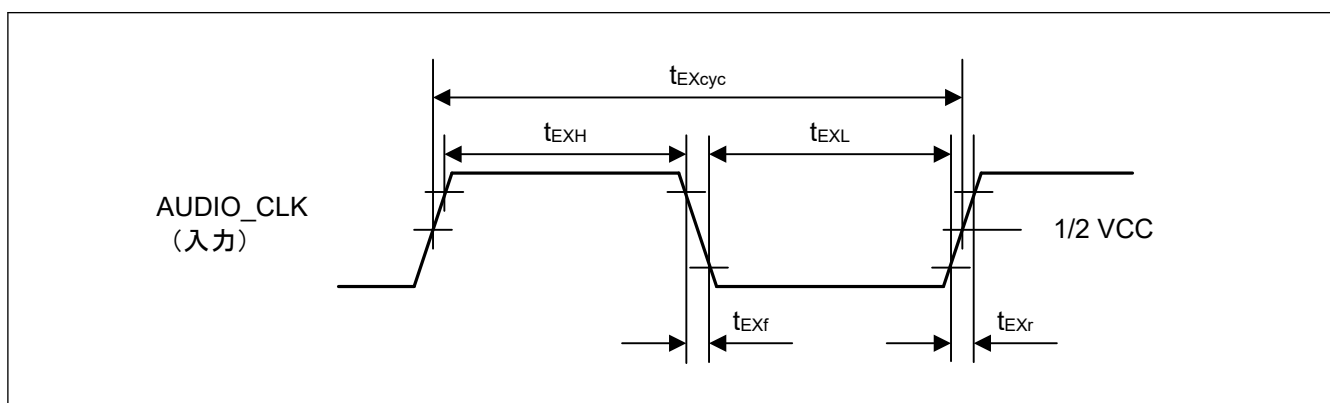 tEXcyc
tEXH
tEXL
AUDIO_CLK
（入力）
1/2 VCC
tEXf
tEXr